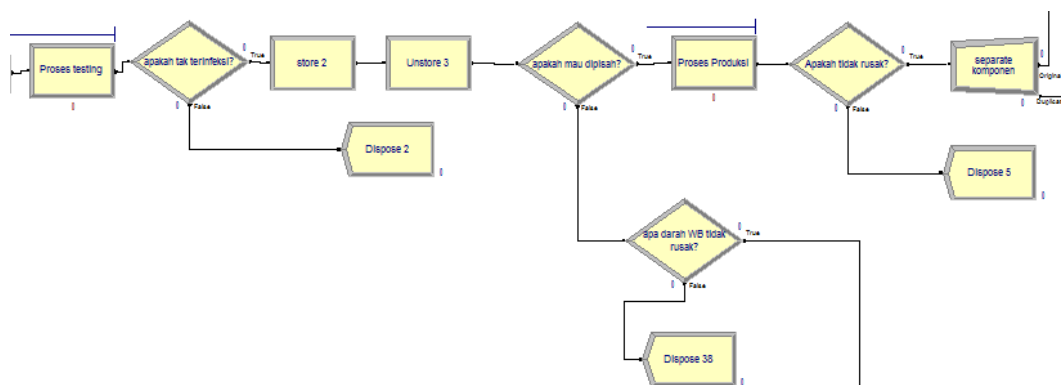 Proses testing
apakah tak terinfeksi?
True
False
store 2
Unstore 3
apakah mau dipisah?
True
False
Proses Produksi
Apakah tidak rusak?
True
False
separate
komponen
Original
Duplicate
Dispose 2
Dispose 5
apa darah WB tidak
rusak?
True
False
Dispose 38